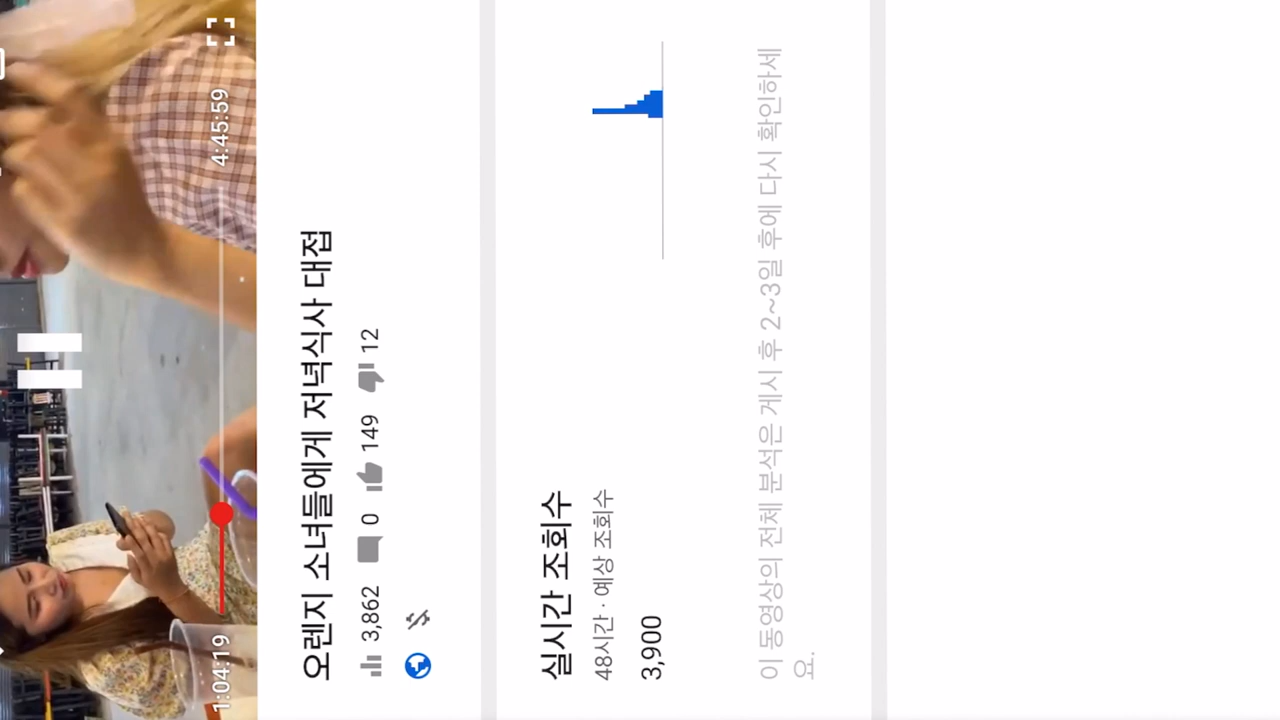 1:04:19
4:45:59
오렌지 소녀들에게 저녁식사 대접
3,862 0 149 12
실시간 조회수
48시간 · 예상 조회수
3,900
이 동영상의 전체 분석은 게시 후 2~3일 후에 다시 확인하세
요.